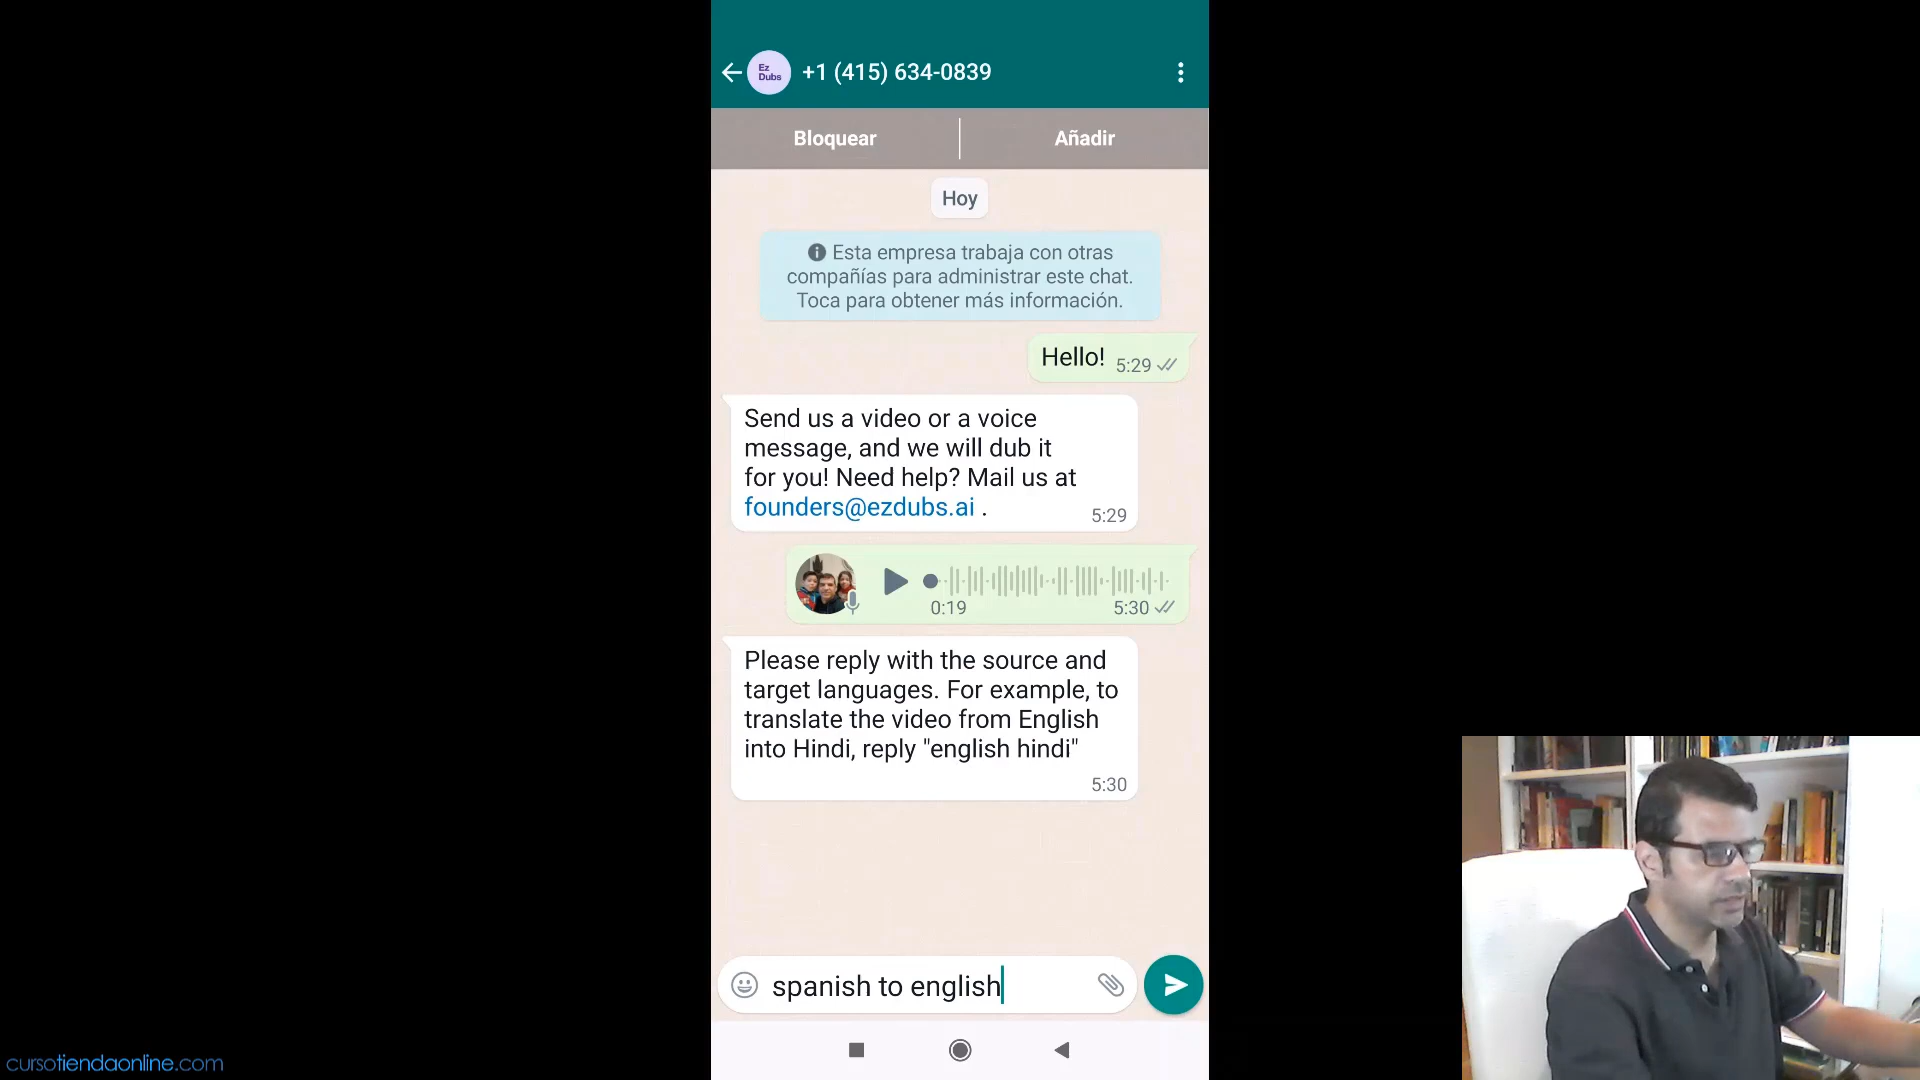 Ez
Dubs
+1 (415) 634-0839
Bloquear
Añadir
Hoy
Esta empresa trabaja con otras
compañías para administrar este chat.
Toca para obtener más información.
Hello!
5:29
Send us a video or a voice
message, and we will dub it
for you! Need help? Mail us at
founders@ezdubs.ai .
5:29
0:19
5:30
Please reply with the source and
target languages. For example, to
translate the video from English
into Hindi, reply "english hindi"
5:30
spanish to english
cursotiendaonline.com